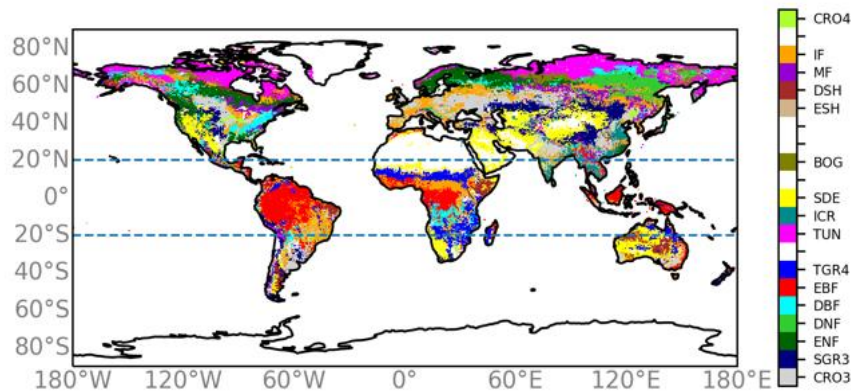 80°N
60°N
40°N
20°N
0°
20°S
40°S
60°S
80°S
180°W 120°W 60°W 0° 60°E 120°E 180°E
CRO4
IF
MF
DSH
ESH
BOG
SDE
ICR
TUN
TGR4
EBF
DBF
DNF
ENF
SGR3
CRO3